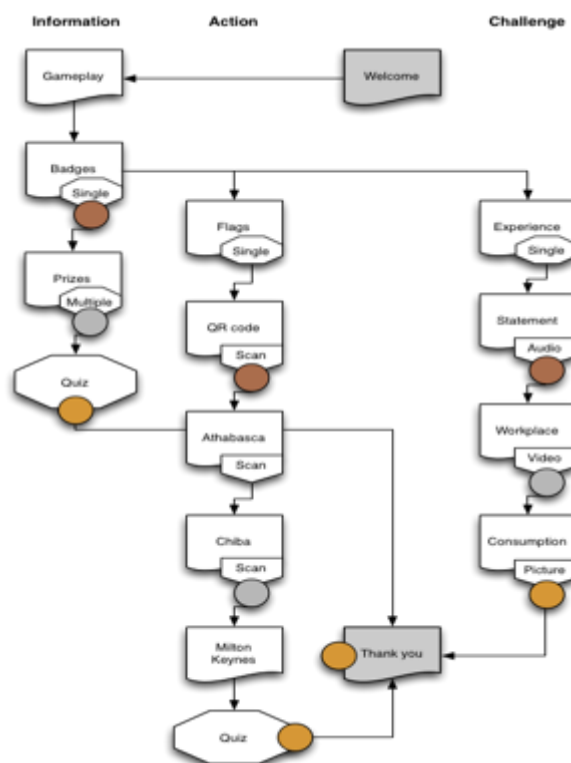 Information
Action
Challenge
Gameplay
Welcome
Badges
Single
Flags
Single
Experience
Single
Prizes
Multiple
QR code
Scan
Statement
Audio
Quiz
Athabasca
Scan
Workplace
Video
Chiba
Scan
Consumption
Picture
Milton
Keynes
Thank you
Quiz